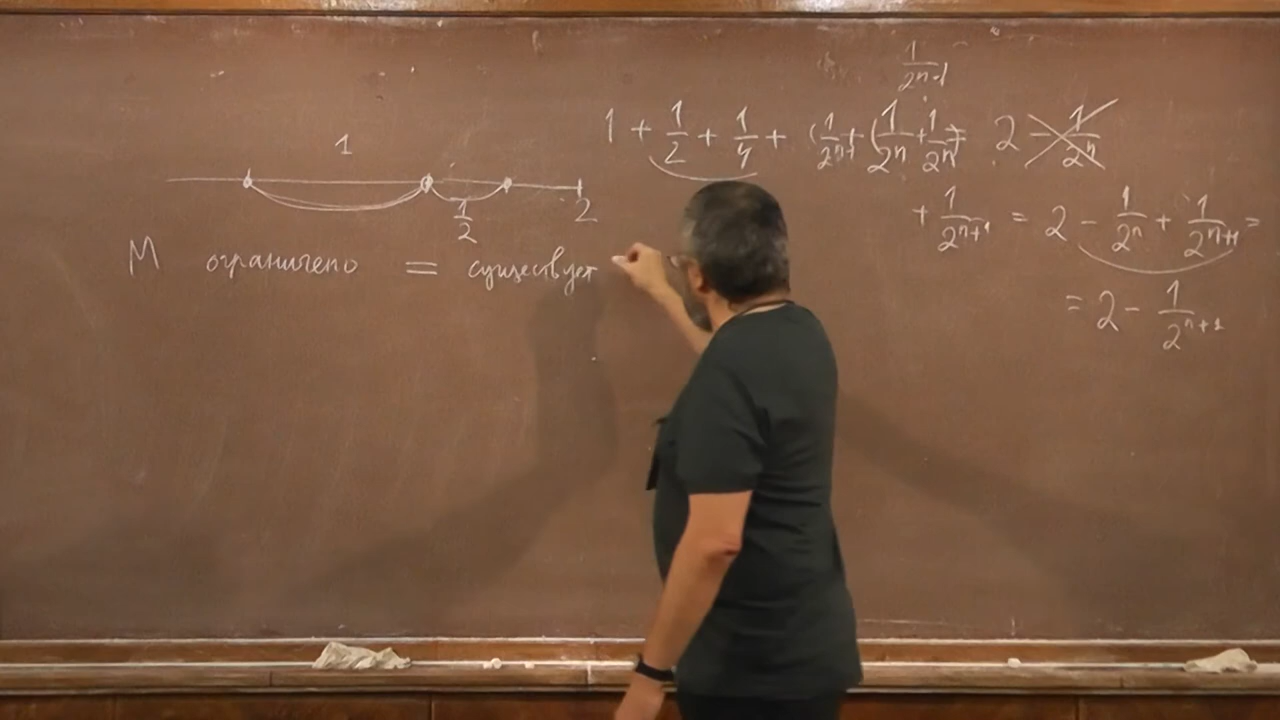 1/2^{n-1}
1 + 1/2 + 1/4 + (1/2^{n-1} + (1/2^n + 1/2^n) = 2 - 1/2^n
1
+ 1/2^{n+1} = 2 - 1/2^n + 1/2^{n+1} =
1/2 2
M ограничено = существует
= 2 - 1/2^{n+1}